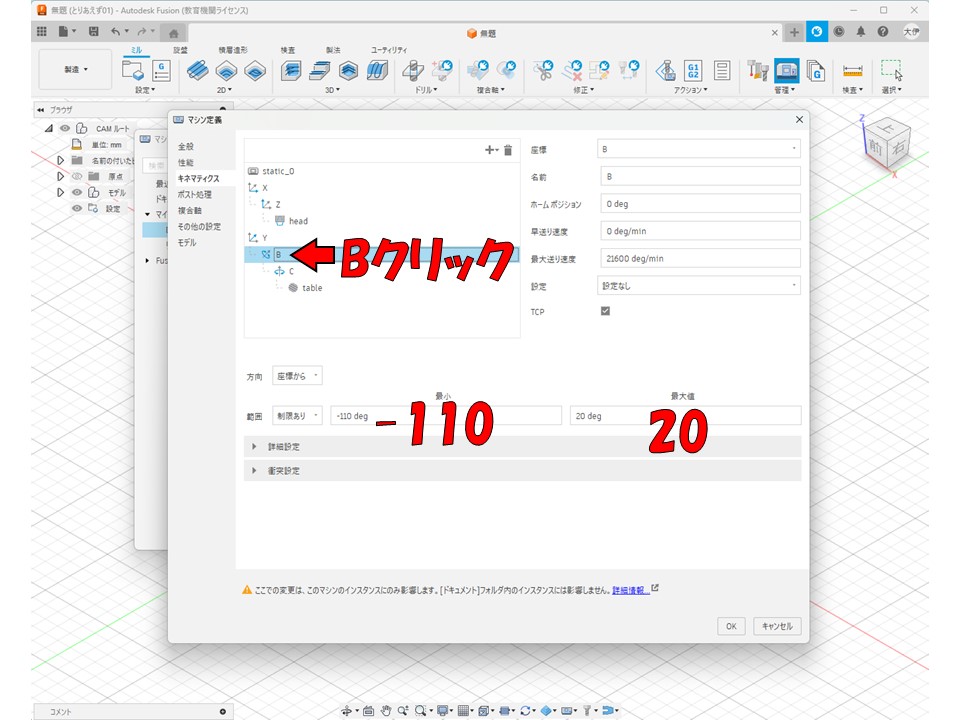 無題 (とりあえず01) - Autodesk Fusion (教育機関ライセンス)
無題
大伊
製造
ミル 旋盤 積層造形 検査 製法 ユーティリティ
設定 2D 3D ドリル 複合軸 修正 アクション 管理 検査 選択
G1
G2
ブラウザ
CAM ルート
単位: mm
名前の付いたビ
原点
モデル
設定
Z
前
右
X
マシン定義
全般
性能
キネマティクス
ポスト処理
複合軸
その他の設定
モデル
検索
マイ
Fus
static_0
X
Z
head
Y
B
C
table
Bクリック
座標 B
名前 B
ホーム ポジション 0 deg
早送り速度 0 deg/min
最大送り速度 21600 deg/min
設定 設定なし
TCP
方向 座標から
最小 最大値
範囲 制限あり -110 deg 20 deg
-110
20
詳細設定
衝突設定
ここでの変更は、このマシンのインスタンスにのみ影響します。[ドキュメント]フォルダ内のインスタンスには影響しません。詳細情報...
OK キャンセル
コメント